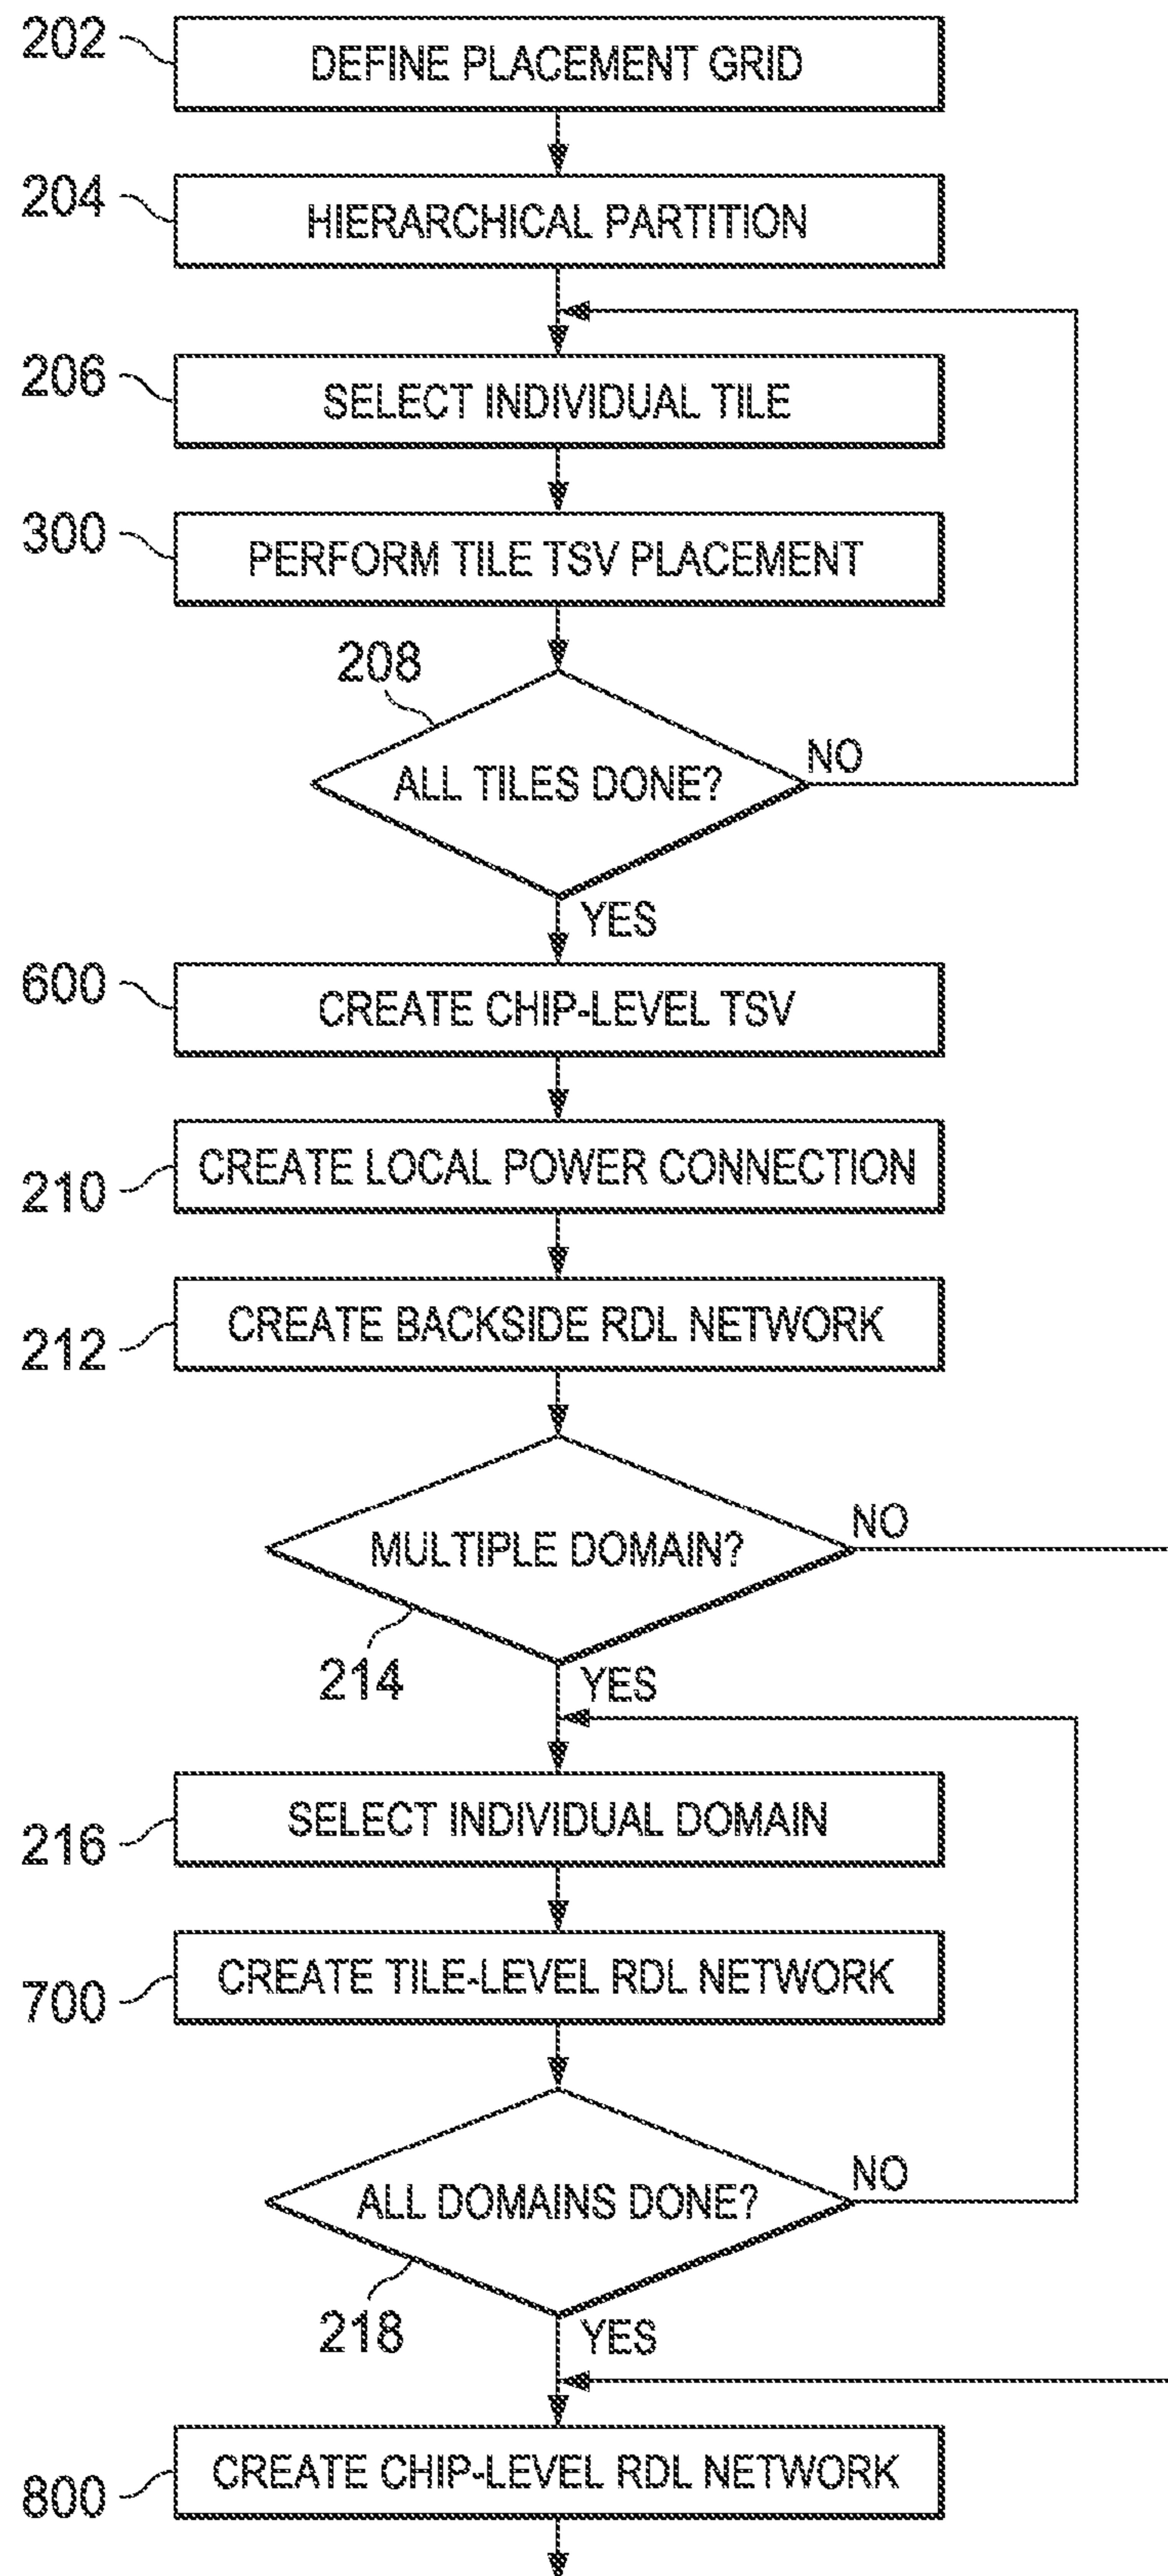 202
DEFINE PLACEMENT GRID
204
HIERARCHICAL PARTITION
206
SELECT INDIVIDUAL TILE
300
PERFORM TILE TSV PLACEMENT
208
ALL TILES DONE?
NO
YES
600
CREATE CHIP-LEVEL TSV
210
CREATE LOCAL POWER CONNECTION
212
CREATE BACKSIDE RDL NETWORK
MULTIPLE DOMAIN?
NO
214
YES
216
SELECT INDIVIDUAL DOMAIN
700
CREATE TILE-LEVEL RDL NETWORK
ALL DOMAINS DONE?
NO
218
YES
800
CREATE CHIP-LEVEL RDL NETWORK